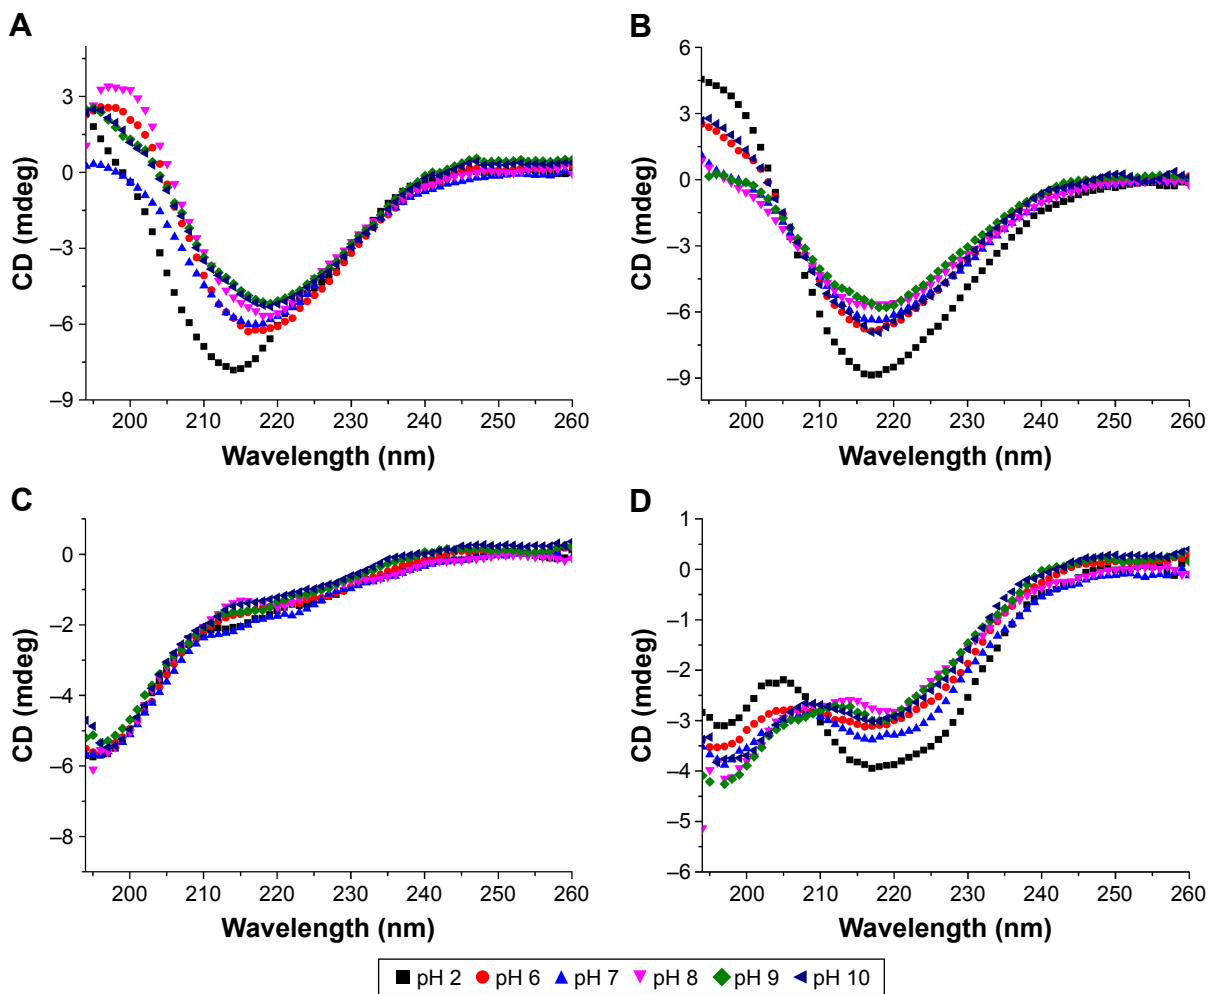 A
3
0
–3
–6
–9
CD (mdeg)
200 210 220 230 240 250 260
Wavelength (nm)
B
6
3
0
–3
–6
–9
CD (mdeg)
200 210 220 230 240 250 260
Wavelength (nm)
C
0
–2
–4
–6
–8
CD (mdeg)
200 210 220 230 240 250 260
Wavelength (nm)
D
1
0
–1
–2
–3
–4
–5
–6
CD (mdeg)
200 210 220 230 240 250 260
Wavelength (nm)
pH 2 pH 6 pH 7 pH 8 pH 9 pH 10